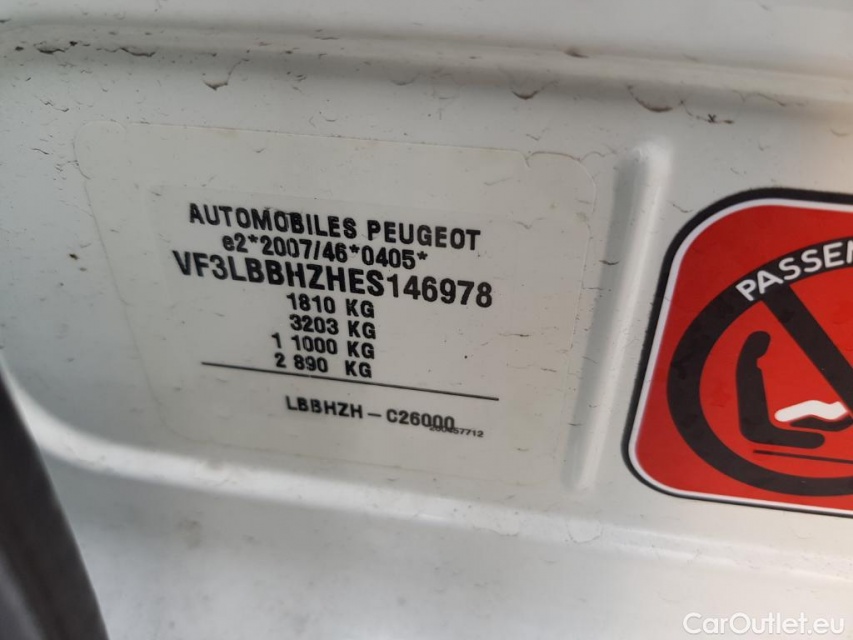 AUTOMOBILES PEUGEOT
e2*2007/46*0405*
VF3LBBHZHES146978
1810 KG
3203 KG
1 1000 KG
2 890 KG
LBBHZH-C26000
PASSEN
CarOutlet.eu